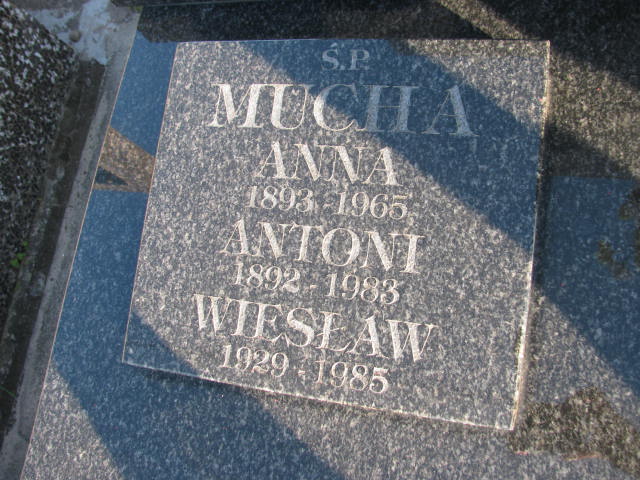 Ś.P.
MUCHA
ANNA
1893 - 1965
ANTONI
1892 - 1983
WIESŁAW
1929 - 1985